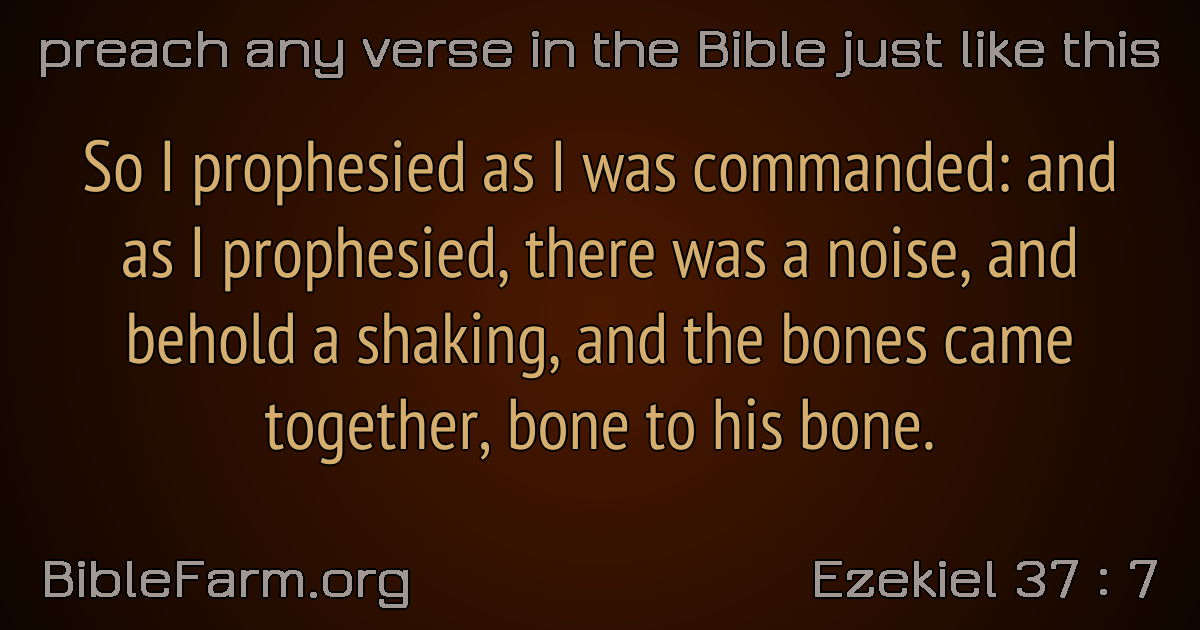 preach any verse in the Bible just like this
So I prophesied as I was commanded: and
as I prophesied, there was a noise, and
behold a shaking, and the bones came
together, bone to his bone.
BibleFarm.org
Ezekiel 37 : 7